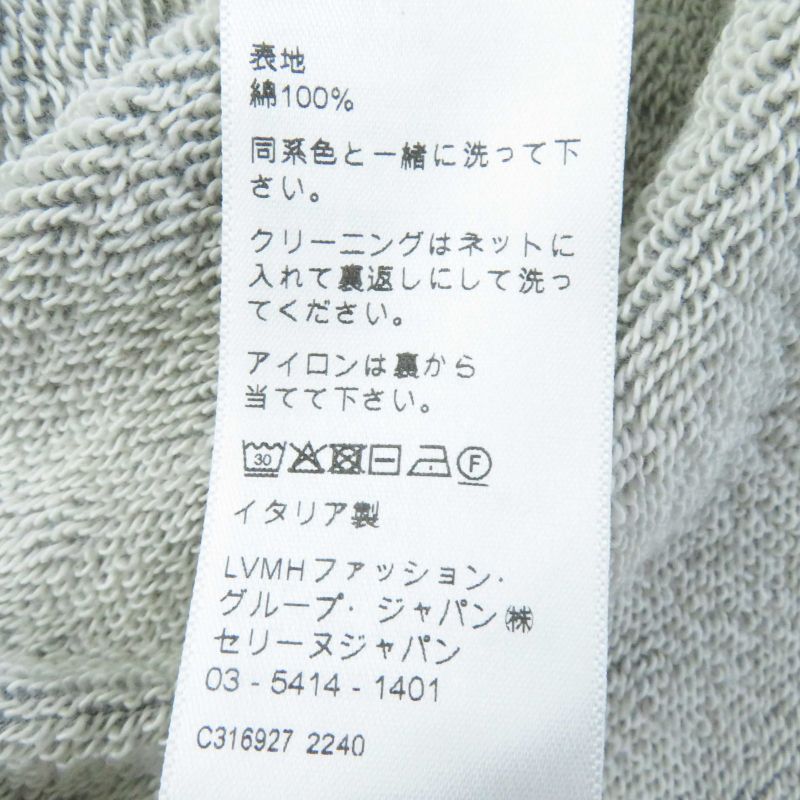 表地
綿100%
同系色と一緒に洗って下
さい。
クリーニングはネットに
入れて裏返しにして洗っ
てください。
アイロンは裏から
当てて下さい。
30
F
イタリア製
LVMHファッション・
グループ・ジャパン㈱
セリーヌジャパン
03 - 5414 - 1401
C316927 2240